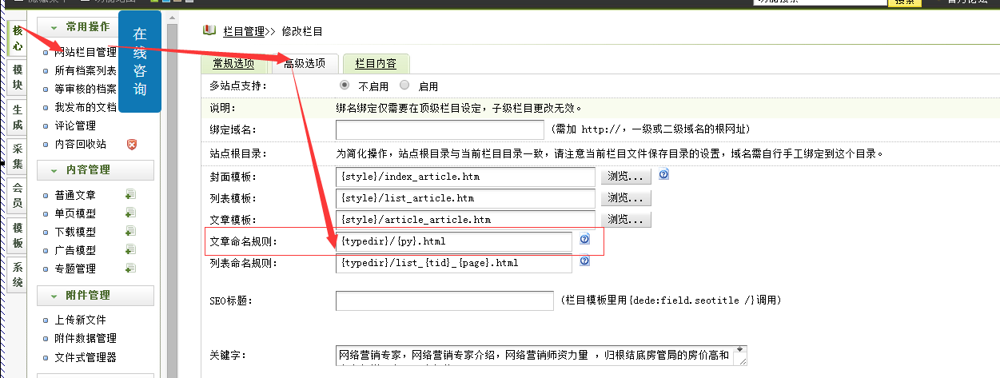 功能搜索
搜索
官方论坛
核心
模块
生成
采集
会员
模板
系统
常用操作
网站栏目管理
所有档案列表
等审核的档案
我发布的文档
评论管理
内容回收站
内容管理
普通文章
单页模型
下载模型
广告模型
专题管理
附件管理
上传新文件
附件数据管理
文件式管理器
在线咨询
栏目管理>> 修改栏目
常规选项 高级选项 栏目内容
多站点支持: 不启用 启用
说明: 绑名绑定仅需要在顶级栏目设定，子级栏目更改无效。
绑定域名: (需加 http://，一级或二级域名的根网址)
站点根目录: 为简化操作，站点根目录与当前栏目目录一致，请注意当前栏目文件保存目录的设置，域名需自行手工绑定到这个目录。
封面模板: {style}/index_article.htm 浏览...
列表模板: {style}/list_article.htm 浏览...
文章模板: {style}/article_article.htm 浏览...
文章命名规则: {typedir}/{py}.html
列表命名规则: {typedir}/list_{tid}_{page}.html
SEO标题: (栏目模板里用{dede:field.seotitle /}调用)
关键字: 网络营销专家，网络营销专家介绍，网络营销师资力量 ，归根结底房管局的房价高和